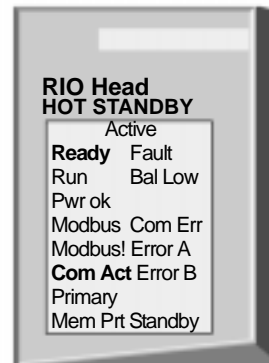 RIO Head
HOT STANDBY
Active
Ready Fault
Run Bal Low
Pwr ok
Modbus Com Err
Modbus! Error A
Com Act Error B
Primary
Mem Prt Standby